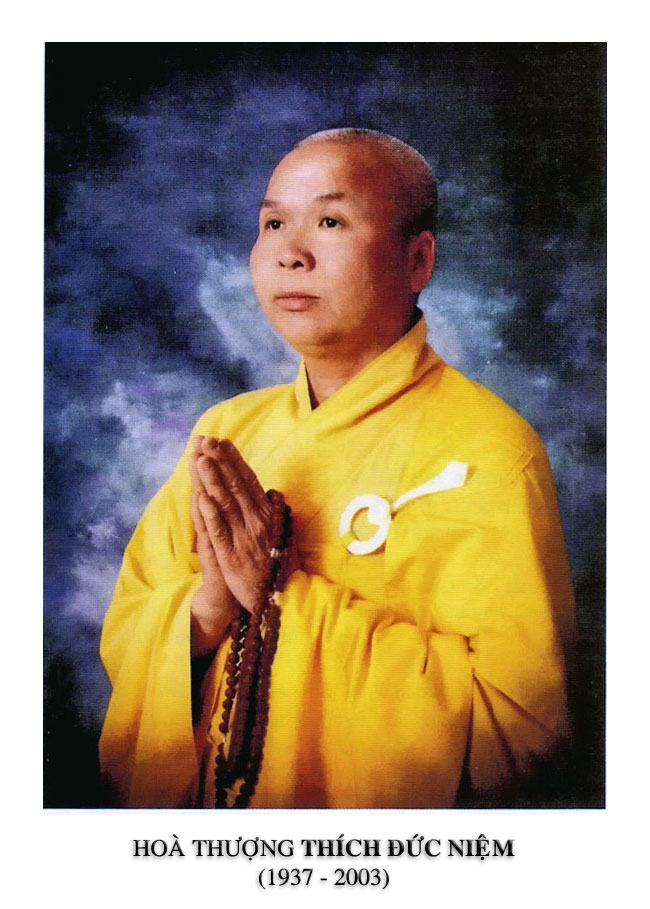 HOÀ THƯỢNG THÍCH ĐỨC NIỆM
(1937 - 2003)